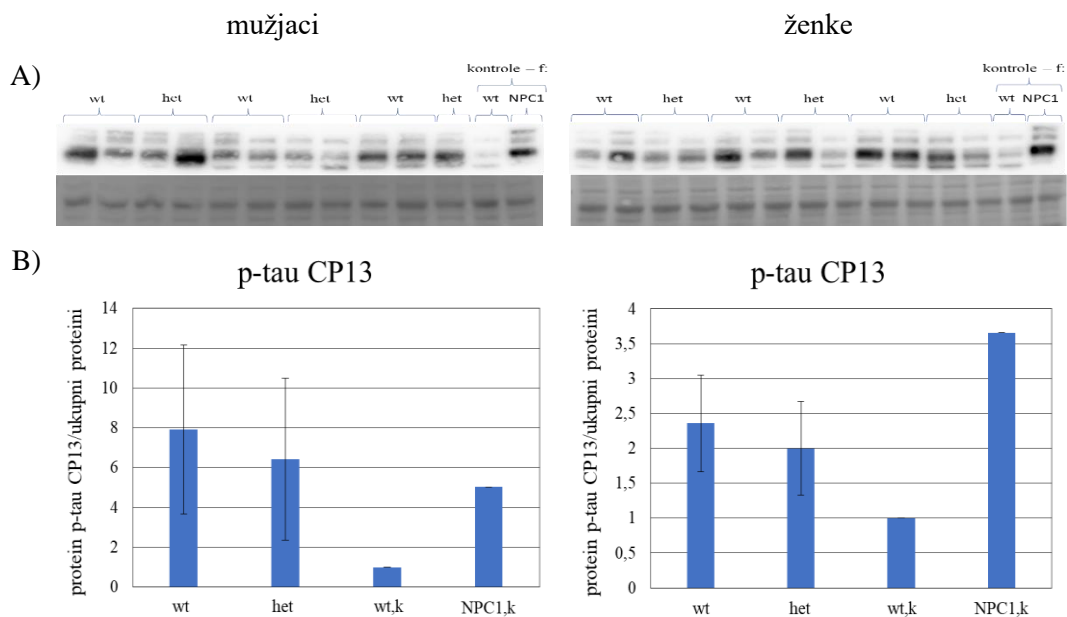 mužjaci
ženke
A)
kontrole – f:
wt het wt het wt het wt NPC1
kontrole – f:
wt het wt het wt het wt NPC1
B)
p-tau CP13
protein p-tau CP13/ukupni proteini
14
12
10
8
6
4
2
0
wt het wt,k NPC1,k
p-tau CP13
protein p-tau CP13/ukupni proteini
4
3,5
3
2,5
2
1,5
1
0,5
0
wt het wt,k NPC1,k